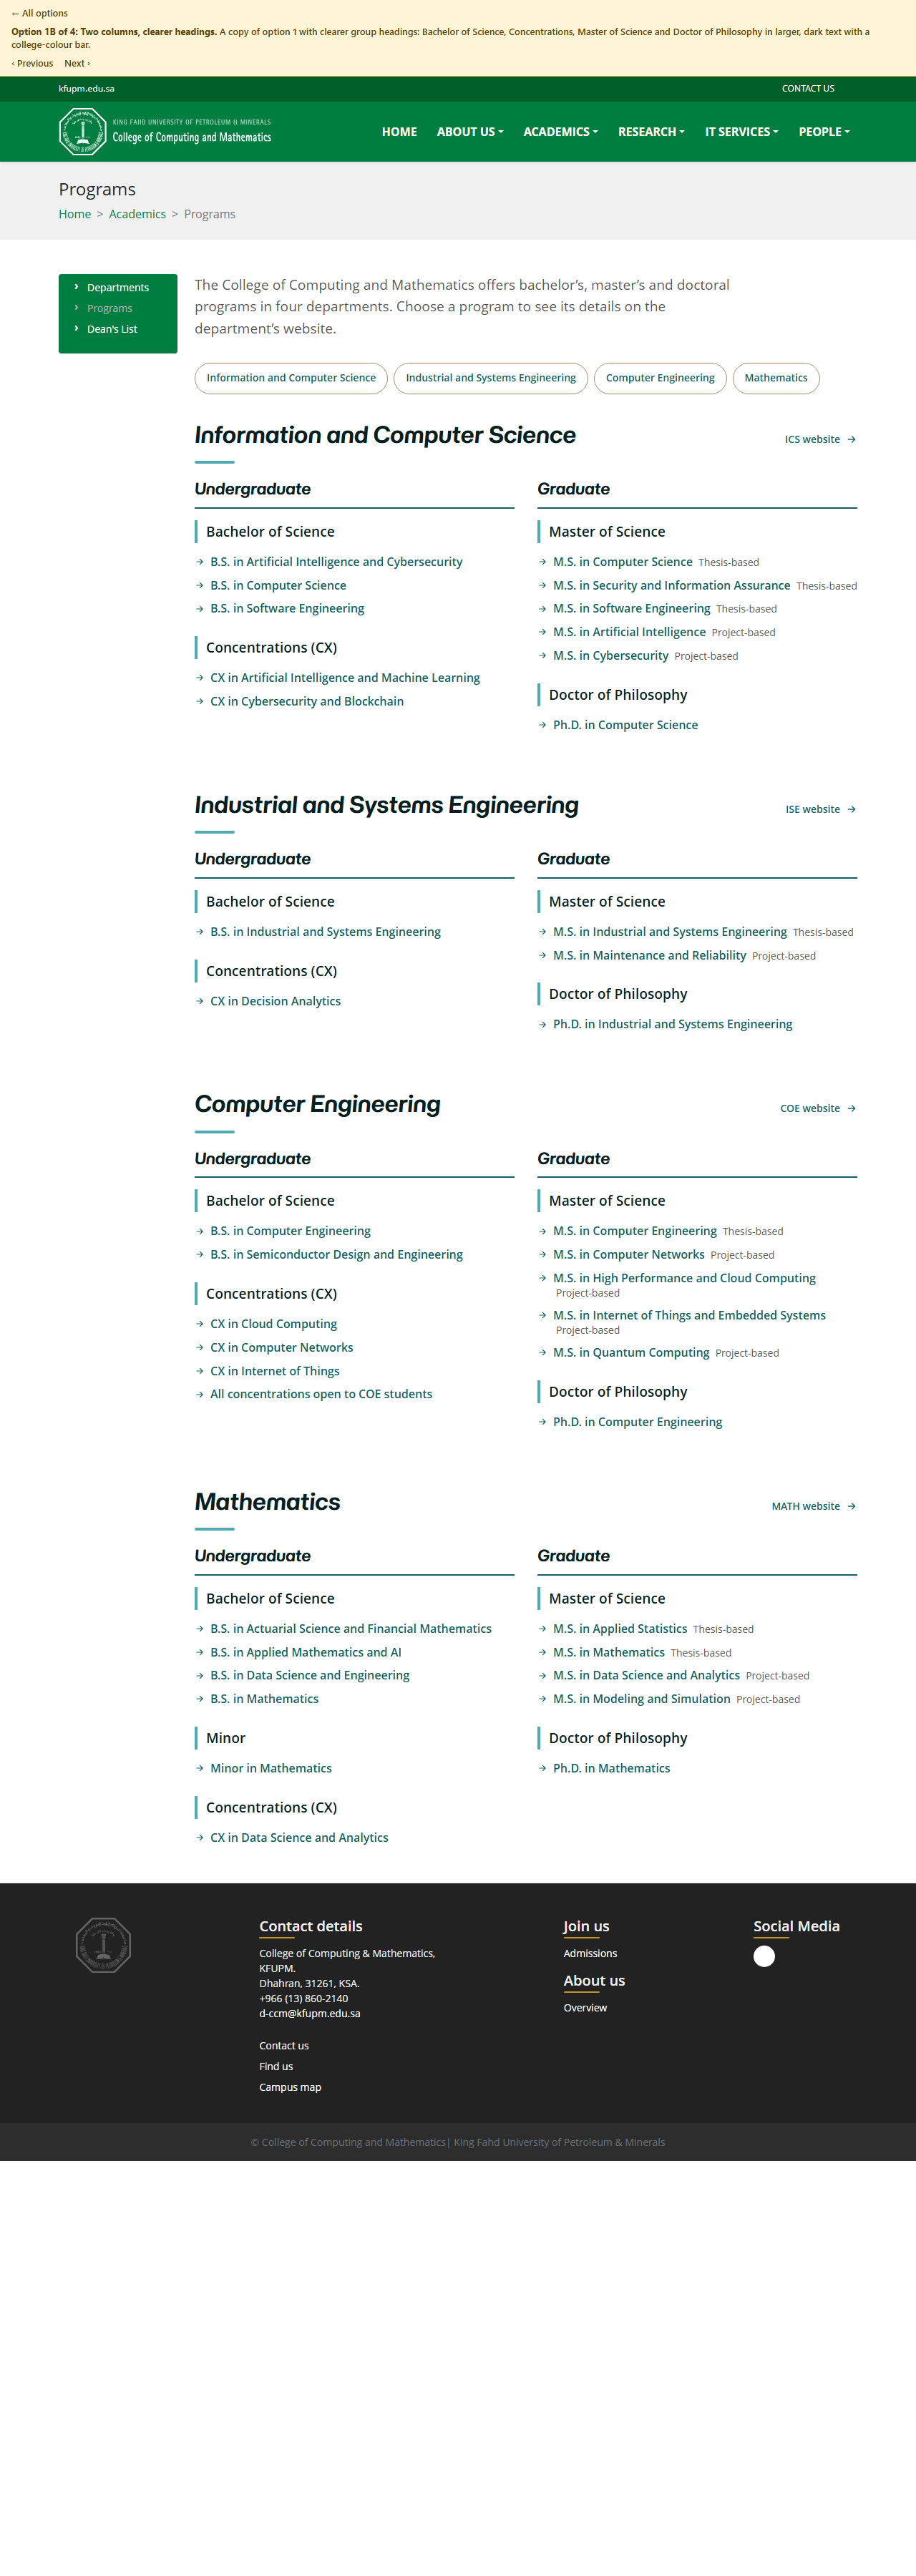 ← All options
Option 1B of 4: Two columns, clearer headings. A copy of option 1 with clearer group headings: Bachelor of Science, Concentrations, Master of Science and Doctor of Philosophy in larger, dark text with a
college-colour bar.
‹ Previous Next ›
kfupm.edu.sa CONTACT US
KING FAHD UNIVERSITY OF PETROLEUM & MINERALS
College of Computing and Mathematics
HOME ABOUT US ACADEMICS RESEARCH IT SERVICES PEOPLE
Programs
Home > Academics > Programs
› Departments
› Programs
› Dean's List
The College of Computing and Mathematics offers bachelor’s, master’s and doctoral
programs in four departments. Choose a program to see its details on the
department’s website.
Information and Computer Science Industrial and Systems Engineering Computer Engineering Mathematics
Information and Computer Science
ICS website →
Undergraduate
Bachelor of Science
→ B.S. in Artificial Intelligence and Cybersecurity
→ B.S. in Computer Science
→ B.S. in Software Engineering
Concentrations (CX)
→ CX in Artificial Intelligence and Machine Learning
→ CX in Cybersecurity and Blockchain
Graduate
Master of Science
→ M.S. in Computer Science Thesis-based
→ M.S. in Security and Information Assurance Thesis-based
→ M.S. in Software Engineering Thesis-based
→ M.S. in Artificial Intelligence Project-based
→ M.S. in Cybersecurity Project-based
Doctor of Philosophy
→ Ph.D. in Computer Science
Industrial and Systems Engineering
ISE website →
Undergraduate
Bachelor of Science
→ B.S. in Industrial and Systems Engineering
Concentrations (CX)
→ CX in Decision Analytics
Graduate
Master of Science
→ M.S. in Industrial and Systems Engineering Thesis-based
→ M.S. in Maintenance and Reliability Project-based
Doctor of Philosophy
→ Ph.D. in Industrial and Systems Engineering
Computer Engineering
COE website →
Undergraduate
Bachelor of Science
→ B.S. in Computer Engineering
→ B.S. in Semiconductor Design and Engineering
Concentrations (CX)
→ CX in Cloud Computing
→ CX in Computer Networks
→ CX in Internet of Things
→ All concentrations open to COE students
Graduate
Master of Science
→ M.S. in Computer Engineering Thesis-based
→ M.S. in Computer Networks Project-based
→ M.S. in High Performance and Cloud Computing
Project-based
→ M.S. in Internet of Things and Embedded Systems
Project-based
→ M.S. in Quantum Computing Project-based
Doctor of Philosophy
→ Ph.D. in Computer Engineering
Mathematics
MATH website →
Undergraduate
Bachelor of Science
→ B.S. in Actuarial Science and Financial Mathematics
→ B.S. in Applied Mathematics and AI
→ B.S. in Data Science and Engineering
→ B.S. in Mathematics
Minor
→ Minor in Mathematics
Concentrations (CX)
→ CX in Data Science and Analytics
Graduate
Master of Science
→ M.S. in Applied Statistics Thesis-based
→ M.S. in Mathematics Thesis-based
→ M.S. in Data Science and Analytics Project-based
→ M.S. in Modeling and Simulation Project-based
Doctor of Philosophy
→ Ph.D. in Mathematics
Contact details
College of Computing & Mathematics,
KFUPM.
Dhahran, 31261, KSA.
+966 (13) 860-2140
d-ccm@kfupm.edu.sa
Contact us
Find us
Campus map
Join us
Admissions
About us
Overview
Social Media
© College of Computing and Mathematics| King Fahd University of Petroleum & Minerals